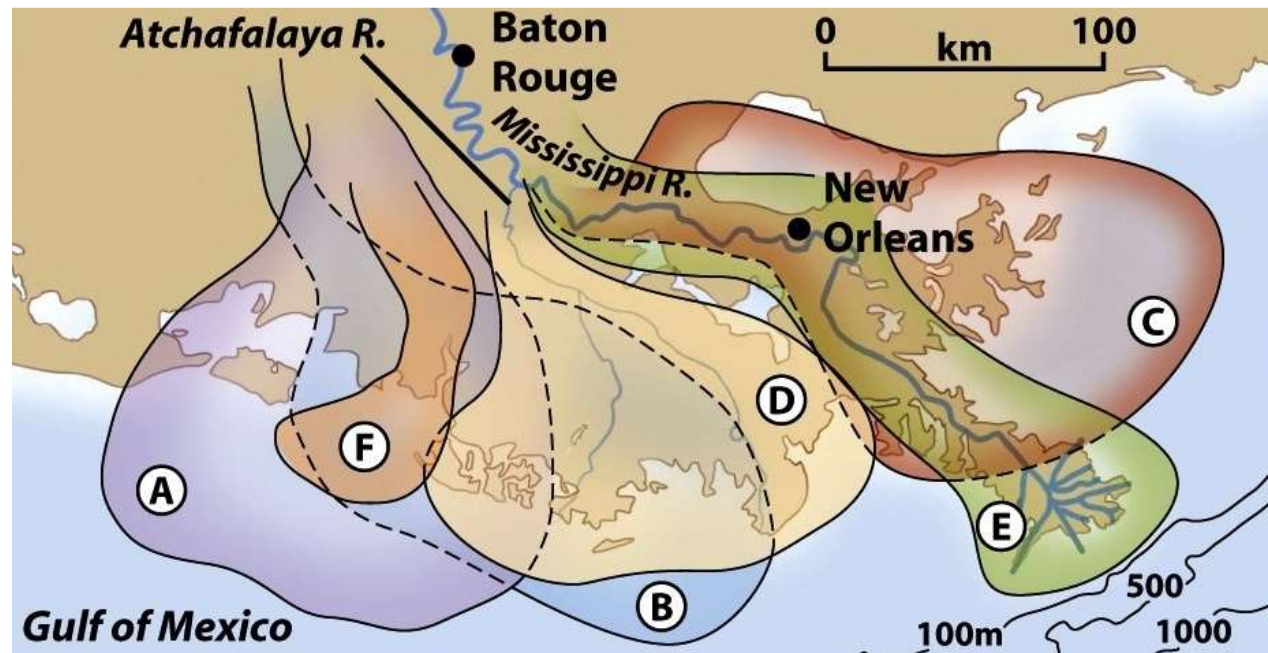 Atchafalaya R.
Baton
Rouge
0 100
km
Mississippi R.
New
Orleans
C
D
F
A
E
B
500
100m
1000
Gulf of Mexico